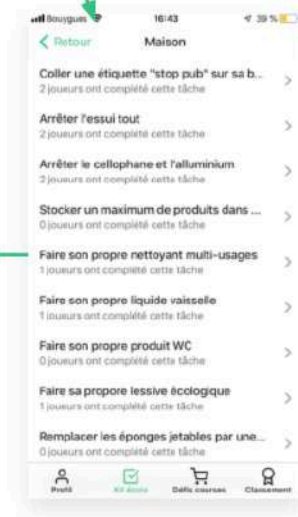 Bouygues 16:43 39 %
Retour Maison
Coller une étiquette "stop pub" sur sa b...
2 joueurs ont complété cette tâche
Arrêter l'essui tout
2 joueurs ont complété cette tâche
Arrêter le cellophane et l'alluminium
2 joueurs ont complété cette tâche
Stocker un maximum de produits dans ...
0 joueurs ont complété cette tâche
Faire son propre nettoyant multi-usages
1 joueurs ont complété cette tâche
Faire son propre liquide vaisselle
1 joueurs ont complété cette tâche
Faire son propre produit WC
0 joueurs ont complété cette tâche
Faire sa propore lessive écologique
1 joueurs ont complété cette tâche
Remplacer les éponges jetables par une...
0 joueurs ont complété cette tâche
Profil Kit écolo Défis courses Classement